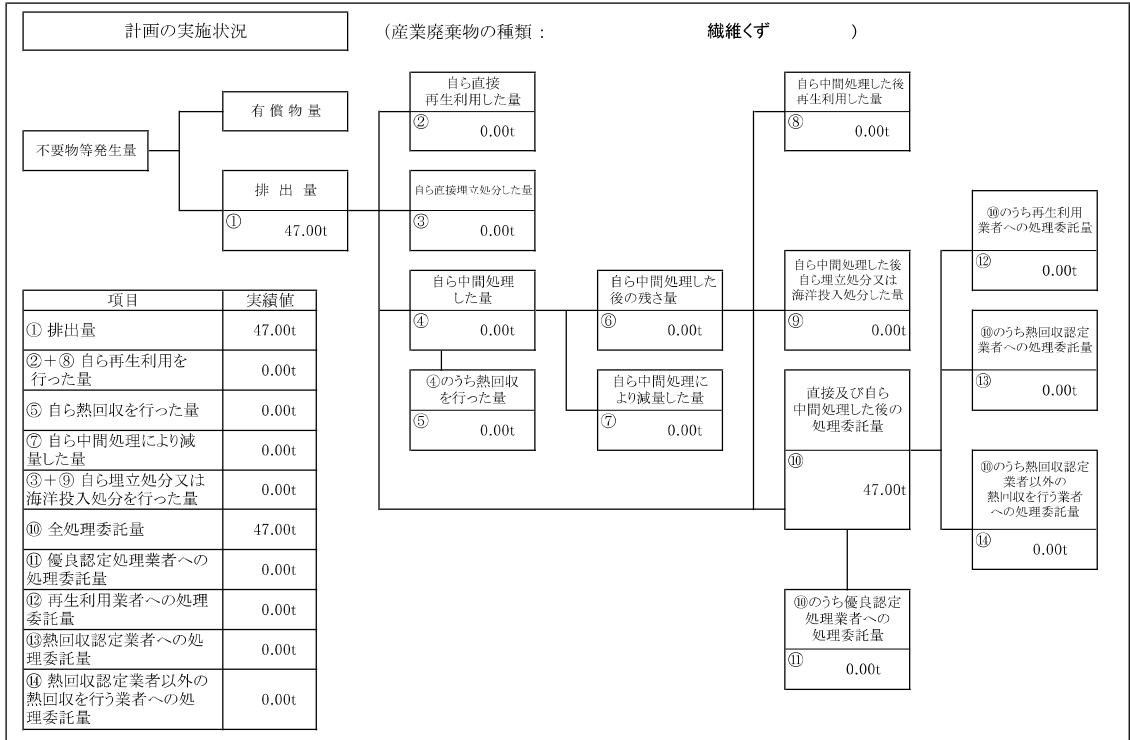 計画の実施状況
（産業廃棄物の種類： 繊維くず ）
不要物等発生量
有償物量
排出量
① 47.00t
自ら直接
再生利用した量
② 0.00t
自ら直接埋立処分した量
③ 0.00t
自ら中間処理
した量
④ 0.00t
④のうち熱回収
を行った量
⑤ 0.00t
自ら中間処理した
後の残さ量
⑥ 0.00t
自ら中間処理に
より減量した量
⑦ 0.00t
自ら中間処理した後
再生利用した量
⑧ 0.00t
自ら中間処理した後
自ら埋立処分又は
海洋投入処分した量
⑨ 0.00t
直接及び自ら
中間処理した後の
処理委託量
⑩
47.00t
⑩のうち優良認定
処理業者への
処理委託量
⑪ 0.00t
⑩のうち再生利用
業者への処理委託量
⑫ 0.00t
⑩のうち熱回収認定
業者への処理委託量
⑬ 0.00t
⑩のうち熱回収認定
業者以外の
熱回収を行う業者
への処理委託量
⑭ 0.00t
項目 実績値
① 排出量 47.00t
②＋⑧ 自ら再生利用を
行った量 0.00t
⑤ 自ら熱回収を行った量 0.00t
⑦ 自ら中間処理により減
量した量 0.00t
③＋⑨ 自ら埋立処分又は
海洋投入処分を行った量 0.00t
⑩ 全処理委託量 47.00t
⑪ 優良認定処理業者への
処理委託量 0.00t
⑫ 再生利用業者への処理
委託量 0.00t
⑬熱回収認定業者への処
理委託量 0.00t
⑭ 熱回収認定業者以外の
熱回収を行う業者への処
理委託量 0.00t